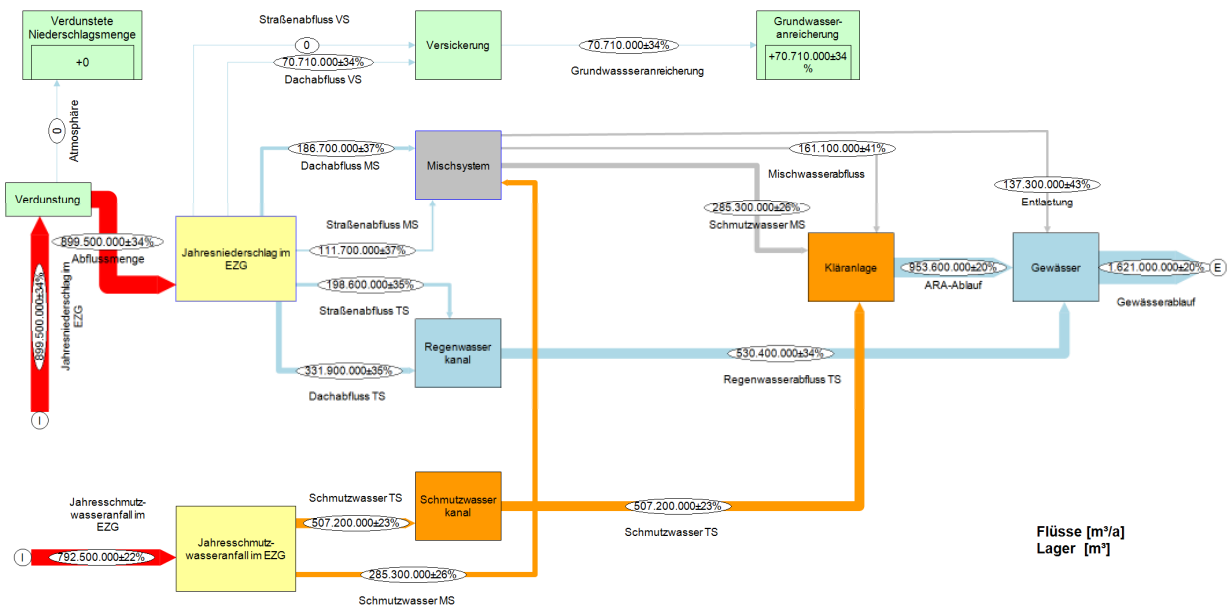 Verdunstete
Niederschlagsmenge
+0
0
Atmosphäre
Verdunstung
899.500.000±34%
Abflussmenge
899.500.000±34%
Jahresniederschlag im
EZG
I
Straßenabfluss VS
0
70.710.000±34%
Dachabfluss VS
Versickerung
70.710.000±34%
Grundwassseranreicherung
Grundwasser-
anreicherung
+70.710.000±34
%
Jahresniederschlag im
EZG
186.700.000±37%
Dachabfluss MS
Straßenabfluss MS
111.700.000±37%
198.600.000±35%
Straßenabfluss TS
331.900.000±35%
Dachabfluss TS
Mischsystem
Regenwasser
kanal
161.100.000±41%
Mischwasserabfluss
137.300.000±43%
Entlastung
285.300.000±26%
Schmutzwasser MS
Kläranlage
953.600.000±20%
ARA-Ablauf
Gewässer
1.621.000.000±20%
E
Gewässerablauf
530.400.000±34%
Regenwasserabfluss TS
Jahresschmutz-
wasseranfall im
EZG
I
792.500.000±22%
Jahresschmutz-
wasseranfall im EZG
Schmutzwasser TS
507.200.000±23%
Schmutzwasser
kanal
507.200.000±23%
Schmutzwasser TS
285.300.000±26%
Schmutzwasser MS
Flüsse [m³/a]
Lager [m³]